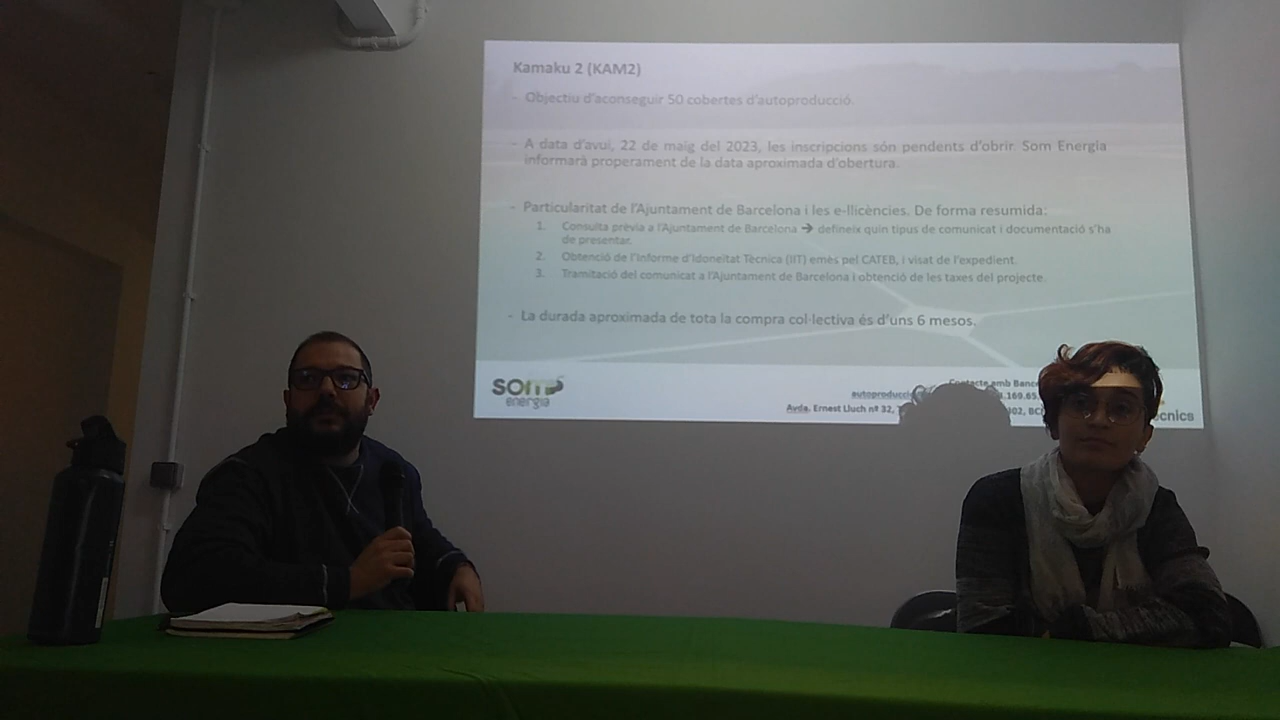 Kamaku 2 (KAM2)
- Objectiu d'aconseguir 50 cobertes d'autoproducció.
- A data d'avui, 22 de maig del 2023, les inscripcions són pendents d'obrir. Som Energia
informarà properament de la data aproximada d'obertura.
- Particularitat de l'Ajuntament de Barcelona i les e-llicències. De forma resumida:
1. Consulta prèvia a l'Ajuntament de Barcelona → defineix quin tipus de comunicat i documentació s'ha
de presentar.
2. Obtenció de l'Informe d'Idoneïtat Tècnica (IIT) emès pel CATEB, i visat de l'expedient.
3. Tramitació del comunicat a l'Ajuntament de Barcelona i obtenció de les taxes del projecte.
- La durada aproximada de tota la compra col·lectiva és d'uns 6 mesos.
som
energia
Contacte amb
Avda. Ernest Lluch nº 32,